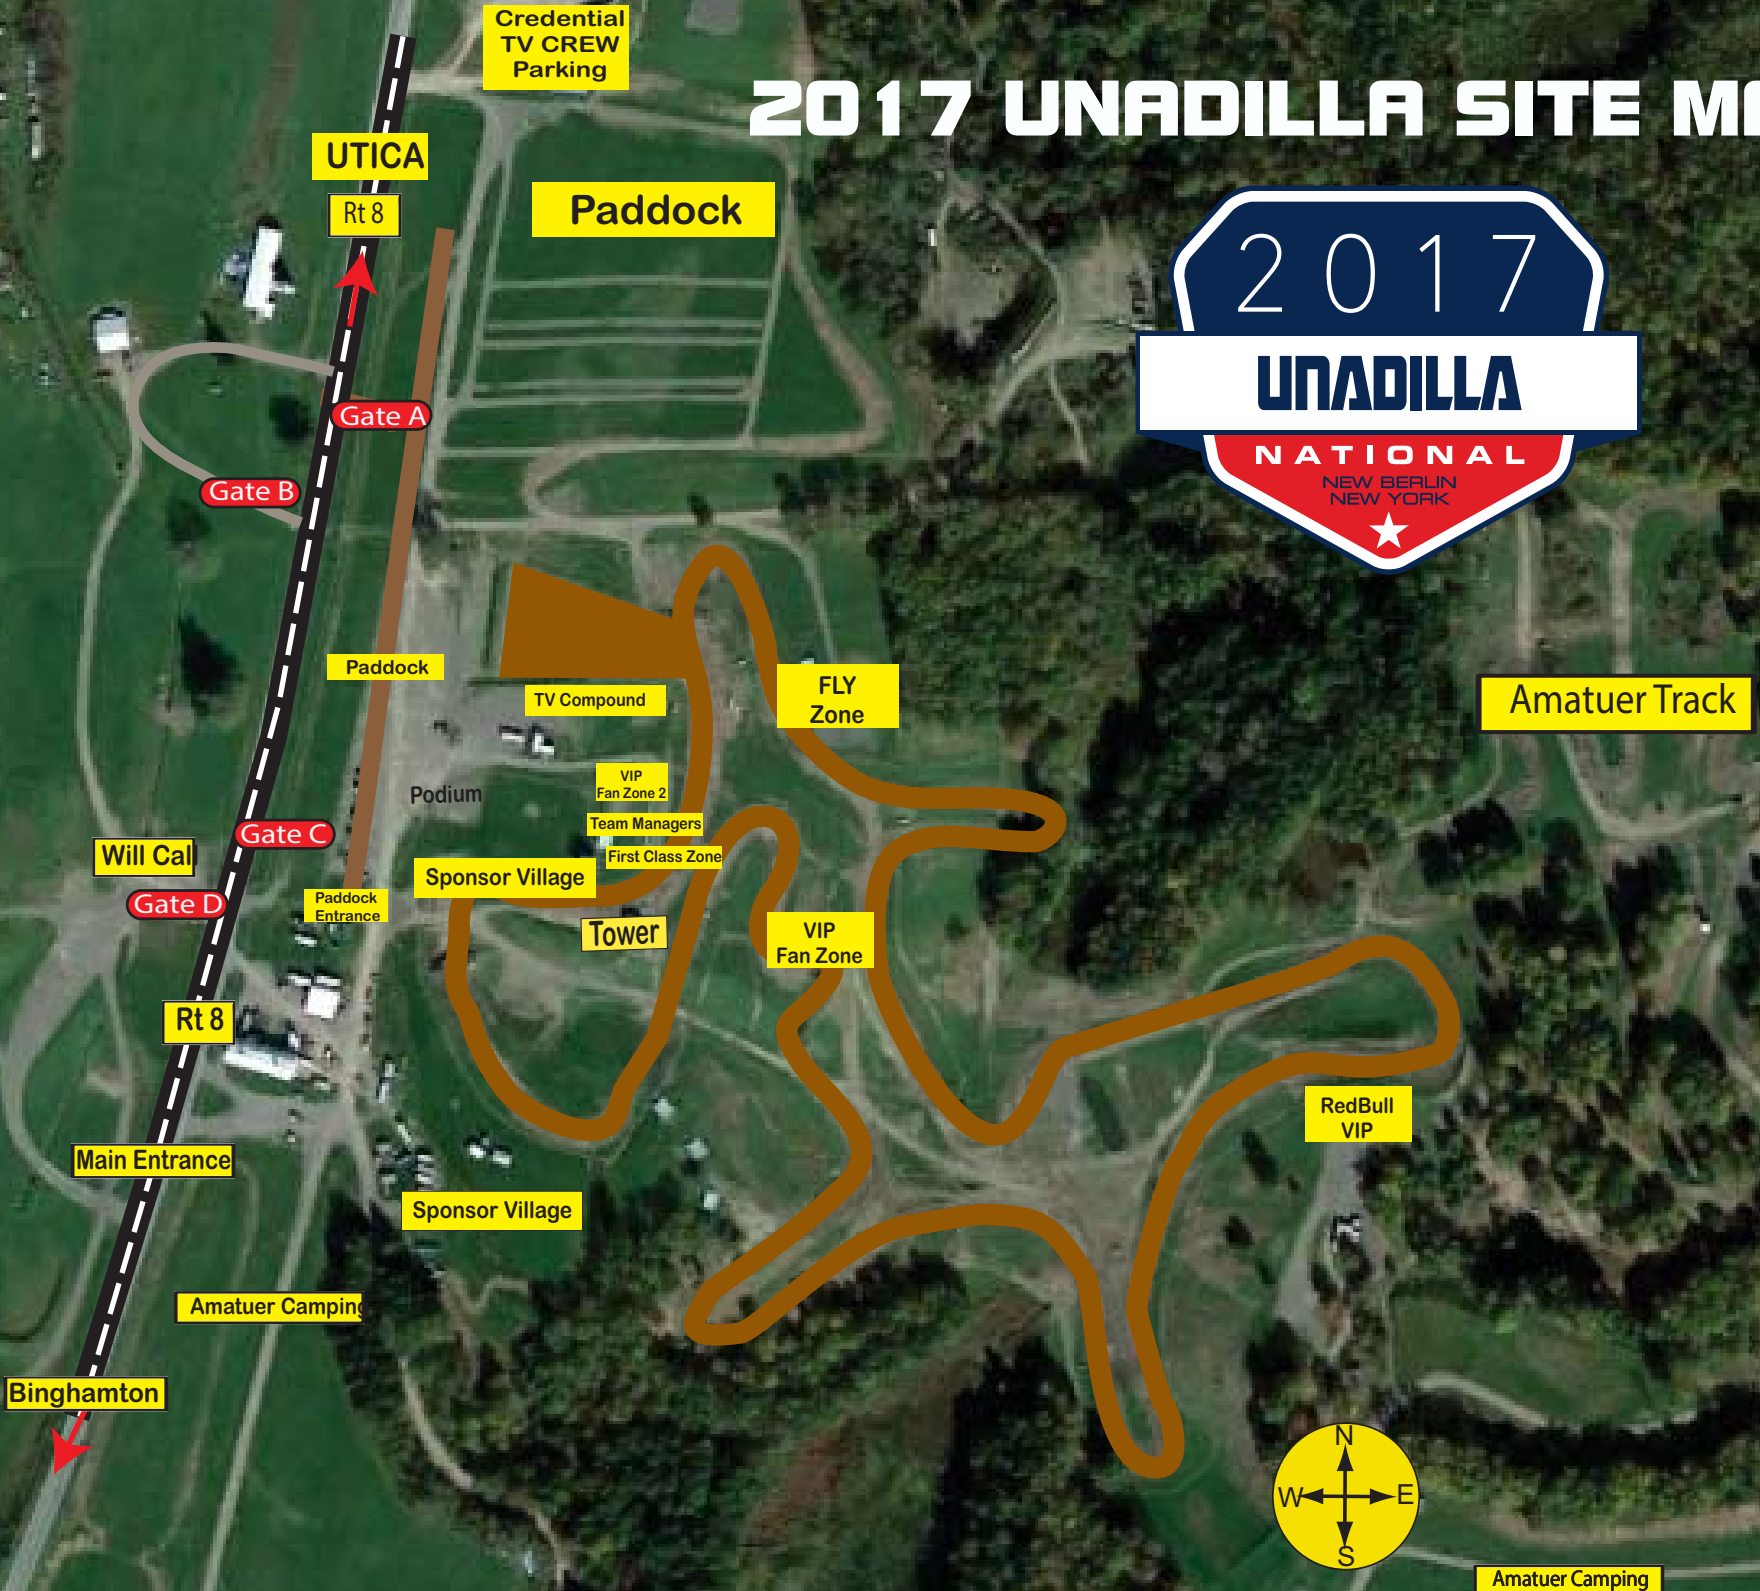 Credential
TV CREW
Parking
2017 UNADILLA SITE MA
UTICA
Rt 8
Paddock
2017
UNADILLA
NATIONAL
NEW BERLIN
NEW YORK
Gate A
Gate B
Paddock
TV Compound
FLY
Zone
Amatuer Track
VIP
Fan Zone 2
Podium
Team Managers
Gate C
Will Cal
First Class Zone
Sponsor Village
Gate D
Paddock
Entrance
Tower
VIP
Fan Zone
Rt 8
RedBull
VIP
Main Entrance
Sponsor Village
Amatuer Camping
Binghamton
N
W
E
S
Amatuer Camping